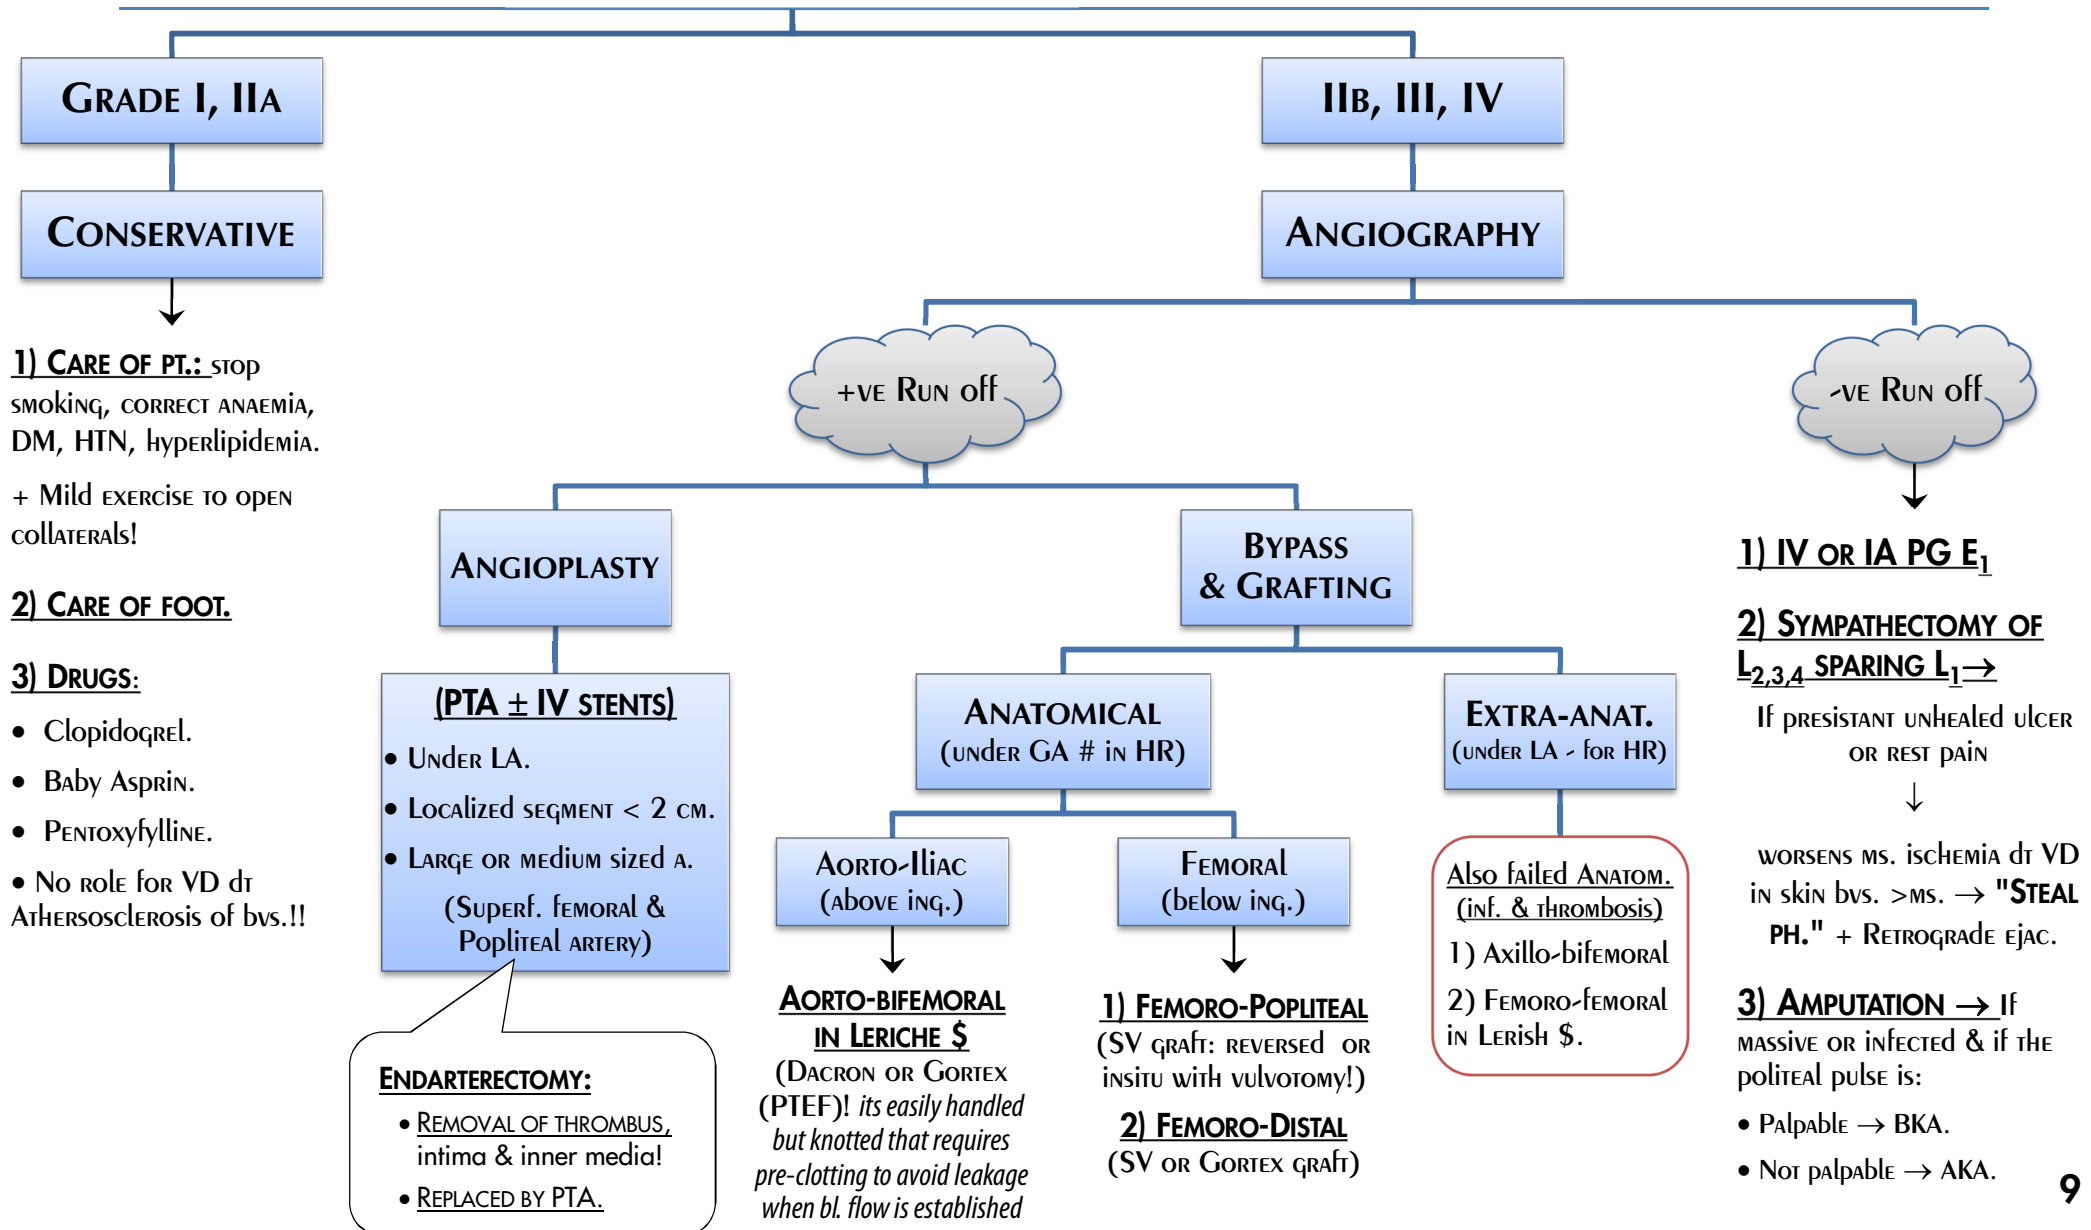 Grade I, IIa
IIb, III, IV
Conservative
Angiography
1) Care of pt.: stop
smoking, correct anaemia,
DM, HTN, hyperlipidemia.
+ Mild exercise to open
collaterals!
2) Care of foot.
3) Drugs:
• Clopidogrel.
• Baby Asprin.
• Pentoxyfylline.
• No role for VD dt
Athersosclerosis of bvs.!!
+ve Run off
-ve Run off
Angioplasty
(PTA ± IV stents)
• Under LA.
• Localized segment < 2 cm.
• Large or medium sized a.
(Superf. femoral &
Popliteal artery)
Endarterectomy:
• Removal of thrombus,
intima & inner media!
• Replaced by PTA.
Bypass
& Grafting
Anatomical
(under GA # in HR)
Extra-anat.
(under LA - for HR)
Aorto-Iliac
(above ing.)
Femoral
(below ing.)
Aorto-bifemoral
in Leriche $
(Dacron or Gortex
(PTEF)! its easily handled
but knotted that requires
pre-clotting to avoid leakage
when bl. flow is established
1) Femoro-Popliteal
(SV graft: reversed or
insitu with vulvotomy!)
2) Femoro-Distal
(SV or Gortex graft)
Also failed Anatom.
(inf. & thrombosis)
1) Axillo-bifemoral
2) Femoro-femoral
in Lerish $.
1) IV or IA PG E1
2) Sympathectomy of
L2,3,4 sparing L1→
If presistant unhealed ulcer
or rest pain
↓
worsens ms. ischemia dt VD
in skin bvs. >ms. → "Steal
ph." + Retrograde ejac.
3) Amputation → If
massive or infected & if the
politeal pulse is:
• Palpable → BKA.
• Not palpable → AKA.
9